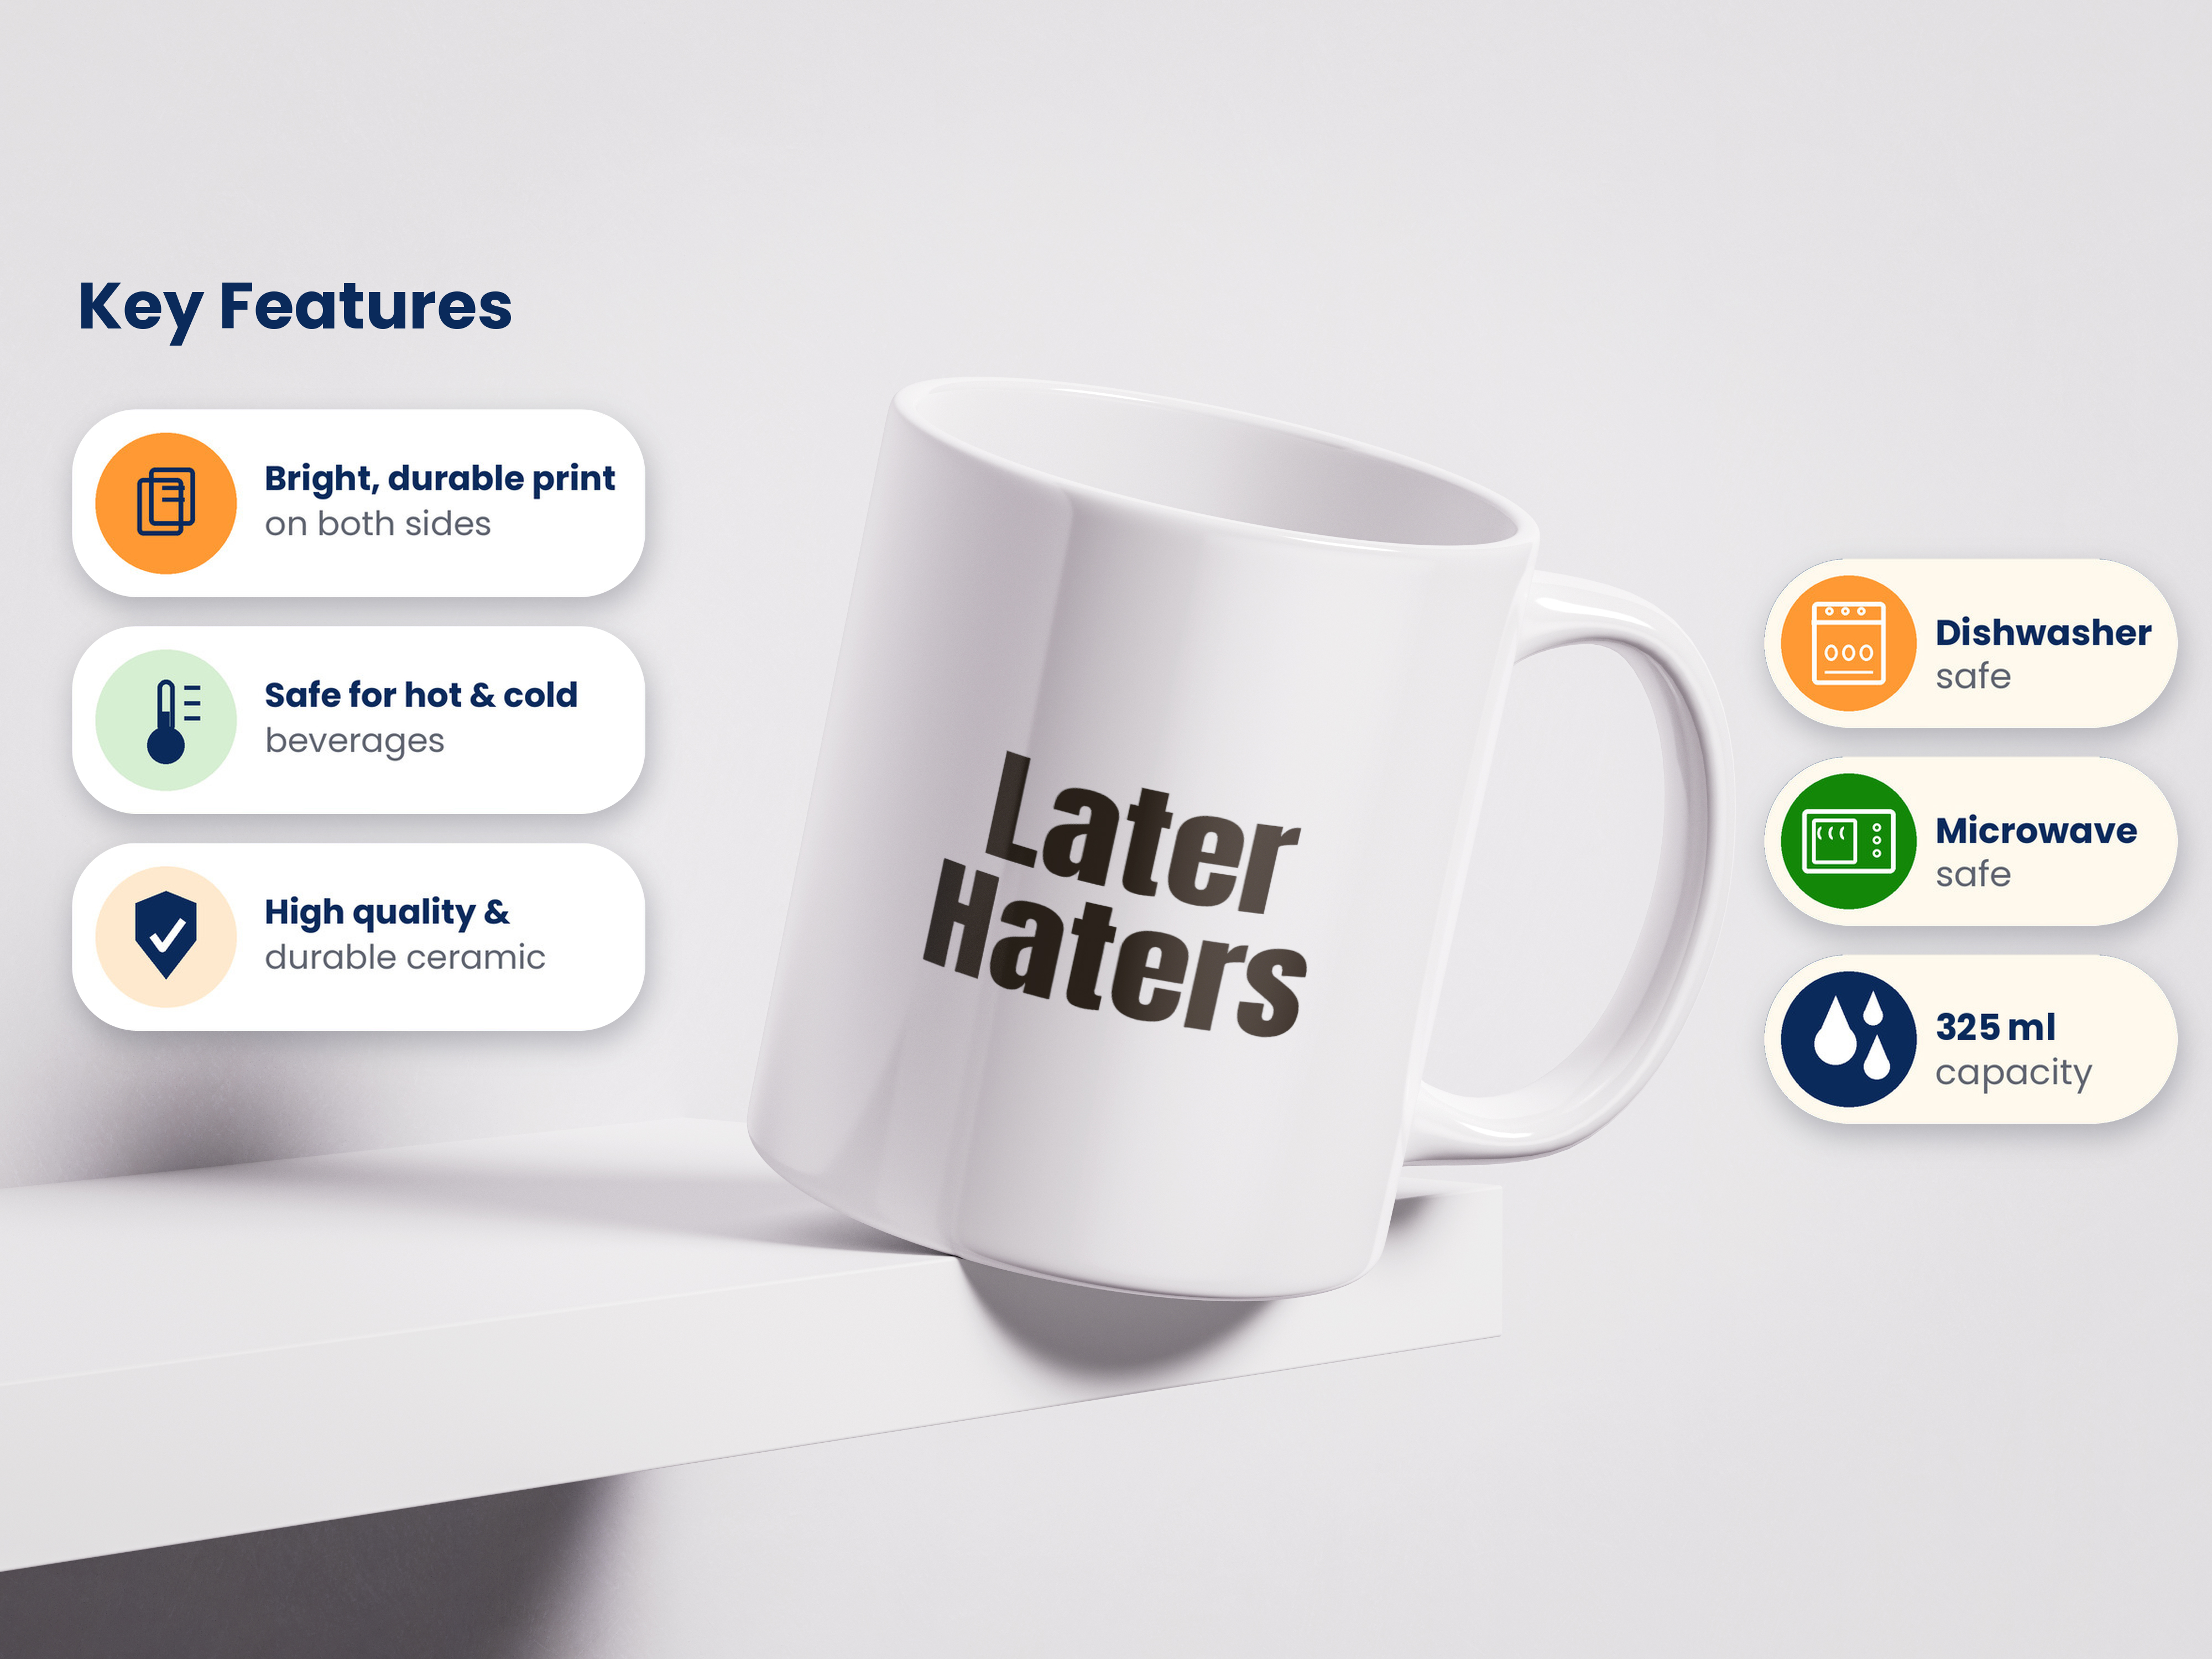 Key Features
Bright, durable print
on both sides
Safe for hot & cold
beverages
High quality &
durable ceramic
Later
Haters
Dishwasher
safe
Microwave
safe
325 ml
capacity